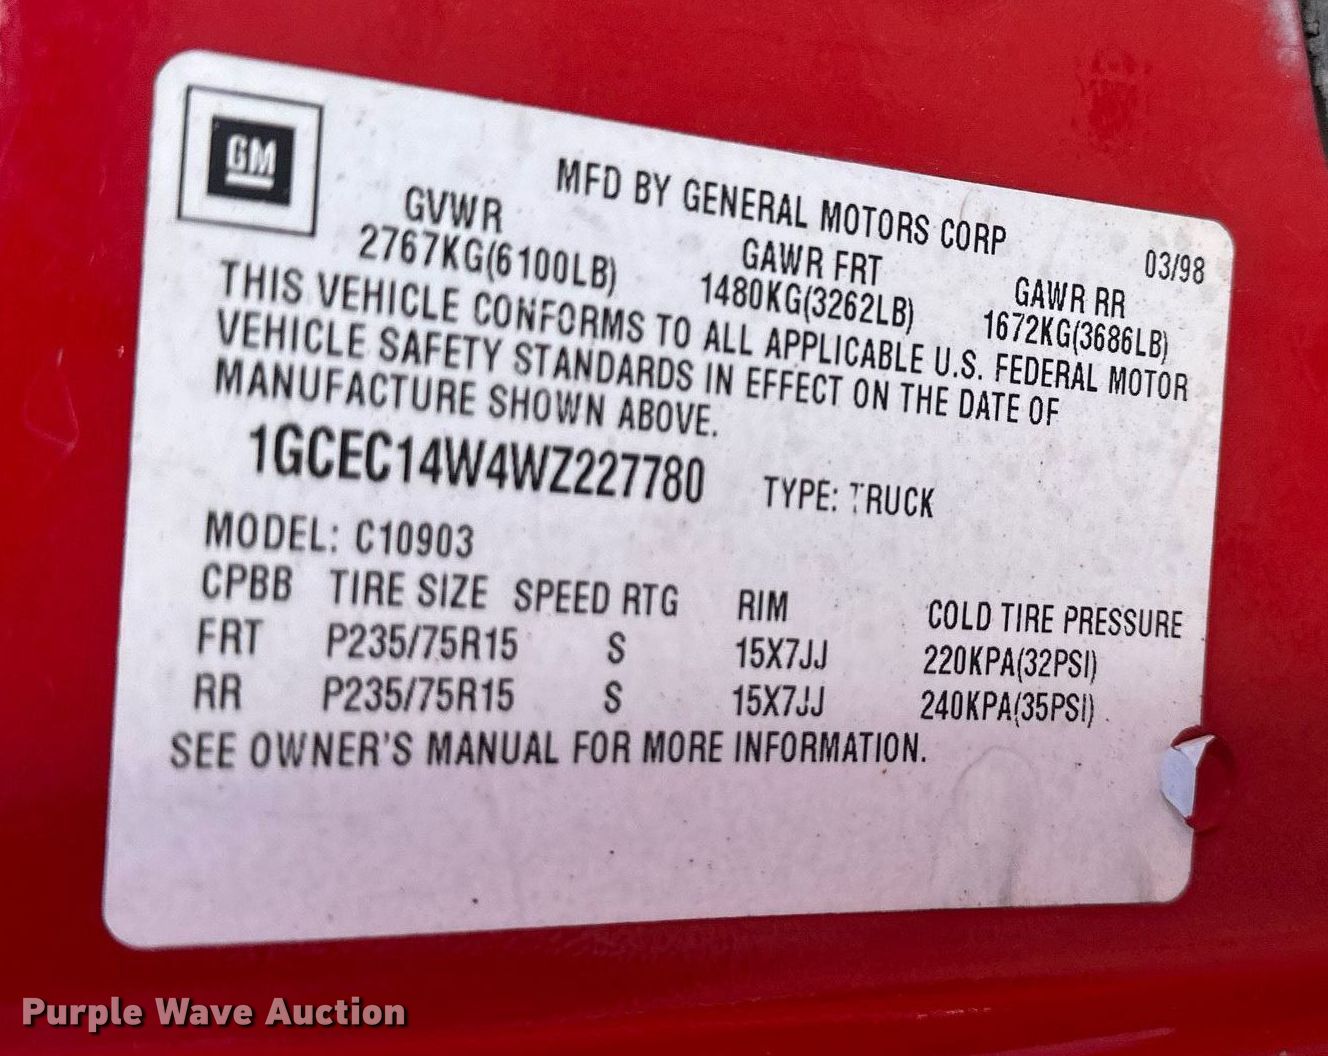 GM
MFD BY GENERAL MOTORS CORP
03/98
GVWR GAWR FRT GAWR RR
2767KG(6100LB) 1480KG(3262LB) 1672KG(3686LB)
THIS VEHICLE CONFORMS TO ALL APPLICABLE U.S. FEDERAL MOTOR
VEHICLE SAFETY STANDARDS IN EFFECT ON THE DATE OF
MANUFACTURE SHOWN ABOVE.
1GCEC14W4WZ227780 TYPE: TRUCK
MODEL: C10903
CPBB TIRE SIZE SPEED RTG RIM COLD TIRE PRESSURE
FRT P235/75R15 S 15X7JJ 220KPA(32PSI)
RR P235/75R15 S 15X7JJ 240KPA(35PSI)
SEE OWNER'S MANUAL FOR MORE INFORMATION.
Purple Wave Auction